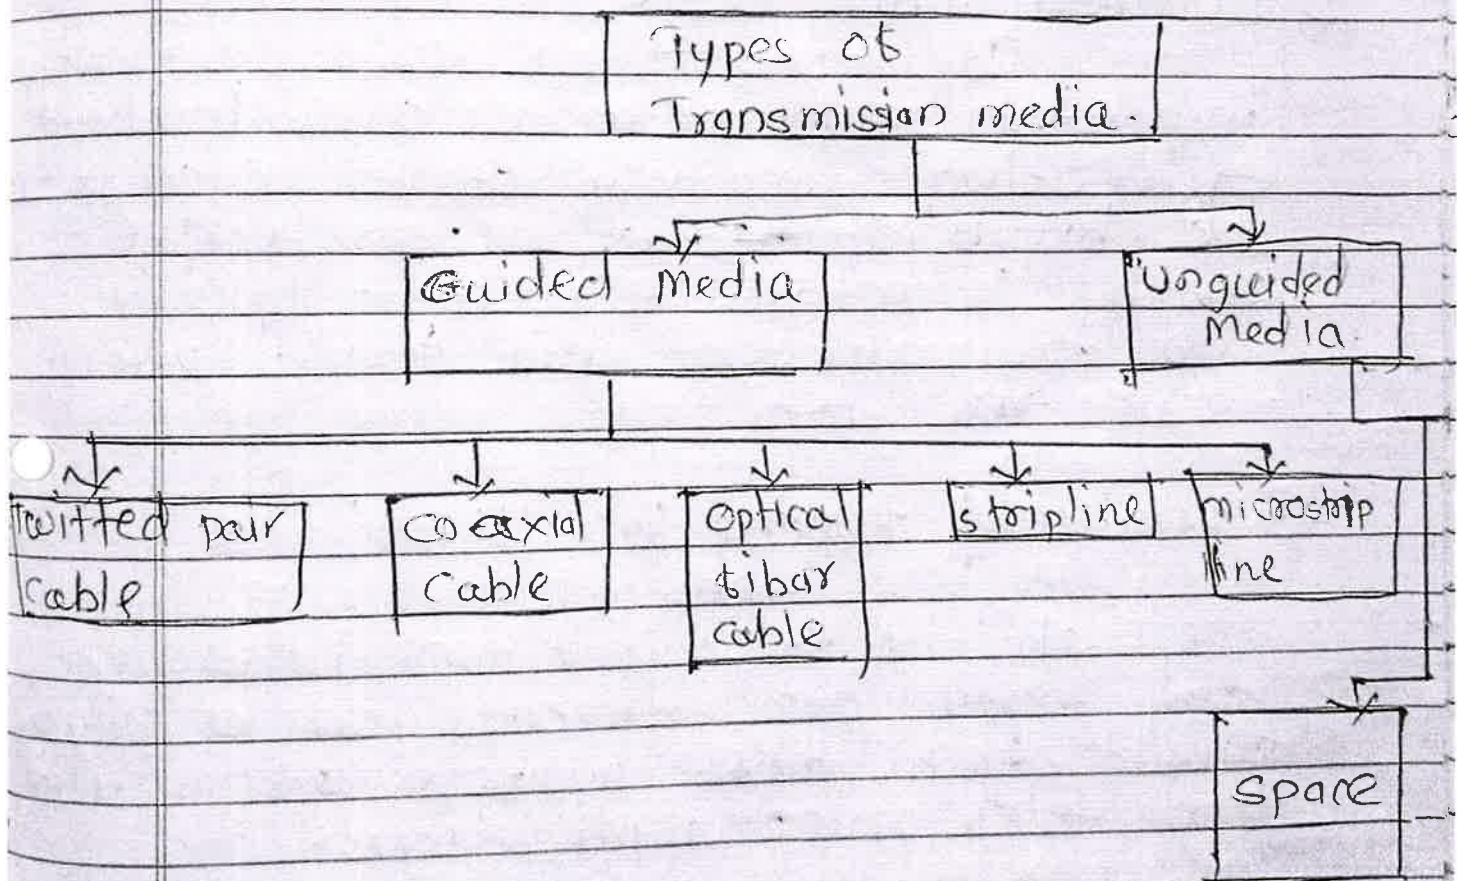 Types of
Transmission media.
Guided Media
Unguided
Media.
Twitted pair
Cable
coaxial
Cable
optical
tibar
cable
stripline
microstrip
line
space